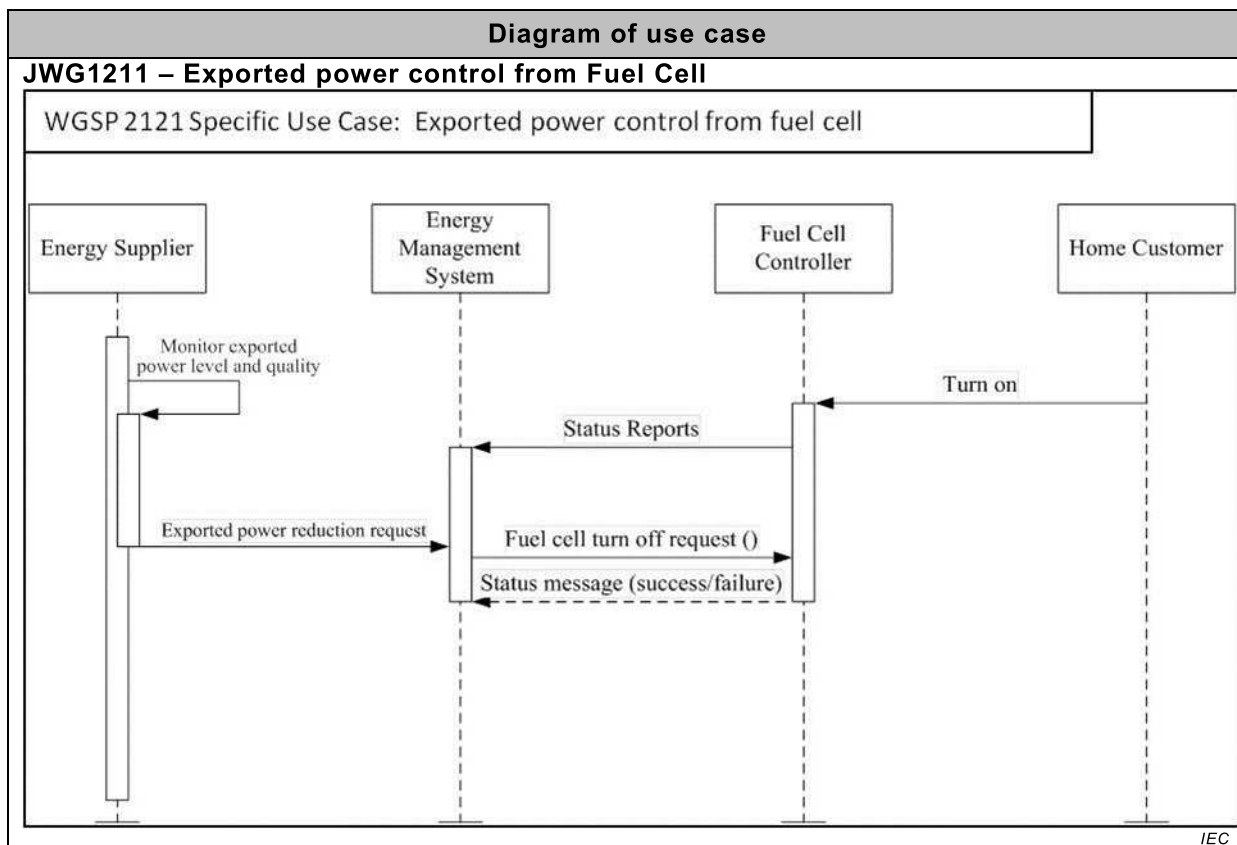 Diagram of use case
JWG1211 – Exported power control from Fuel Cell
WGSP 2121 Specific Use Case: Exported power control from fuel cell
Energy Supplier
Energy
Management
System
Fuel Cell
Controller
Home Customer
Monitor exported
power level and quality
Turn on
Status Reports
Exported power reduction request
Fuel cell turn off request ()
Status message (success/failure)
IEC